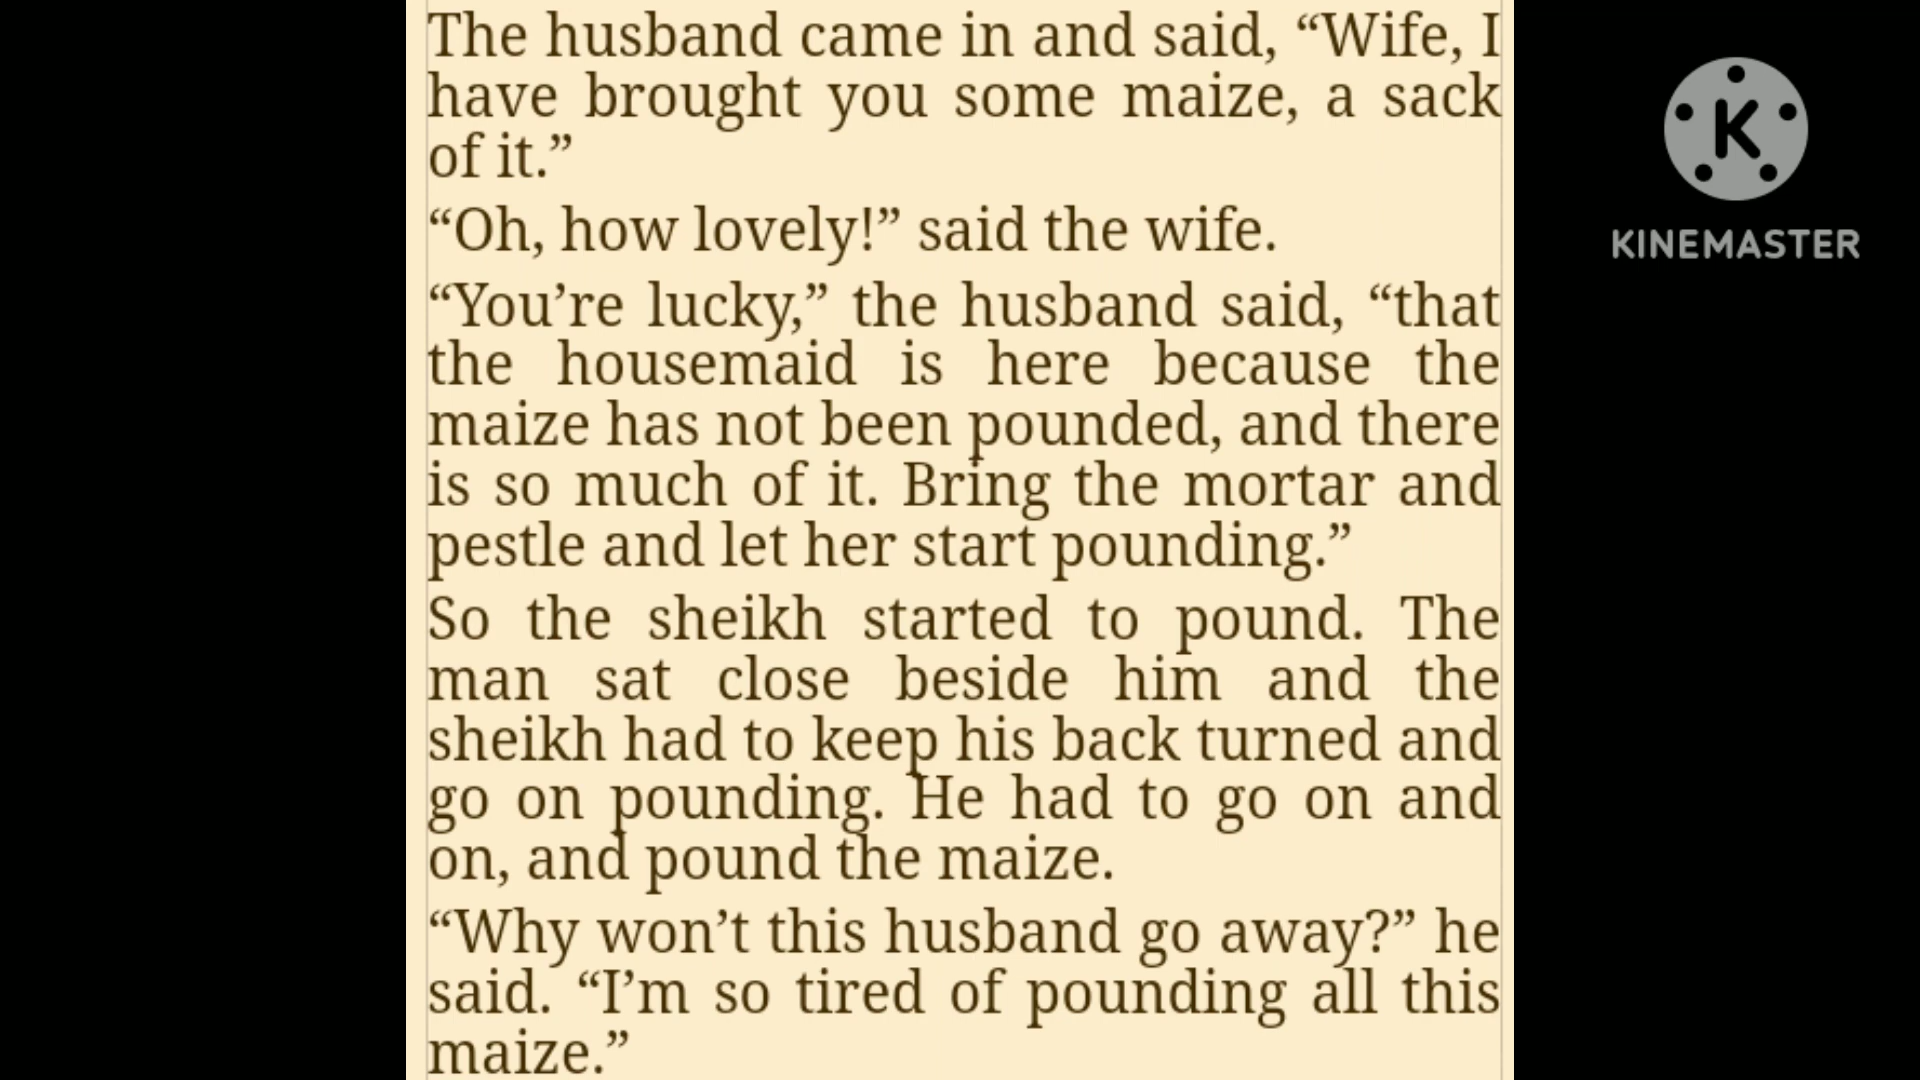 The husband came in and said, “Wife, I
have brought you some maize, a sack
of it.”
“Oh, how lovely!” said the wife.
“You’re lucky,” the husband said, “that
the housemaid is here because the
maize has not been pounded, and there
is so much of it. Bring the mortar and
pestle and let her start pounding.”
So the sheikh started to pound. The
man sat close beside him and the
sheikh had to keep his back turned and
go on pounding. He had to go on and
on, and pound the maize.
“Why won’t this husband go away?” he
said. “I’m so tired of pounding all this
maize.”
K
KINEMASTER